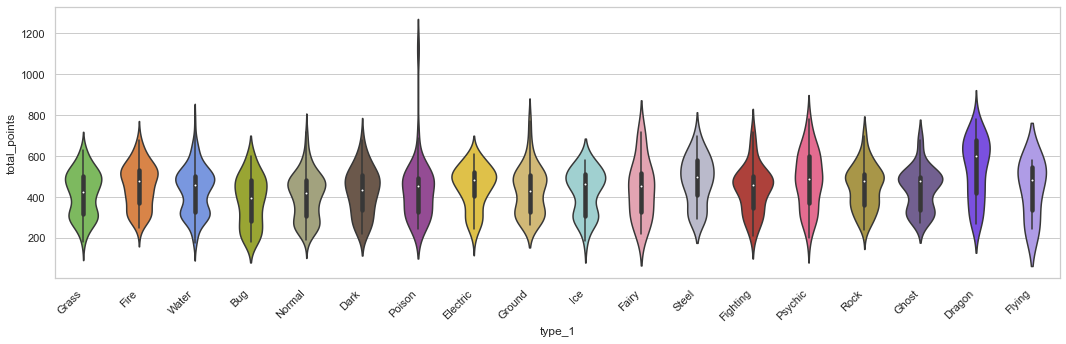 1200
1000
800
600
400
200
total_points
Grass
Fire
Water
Bug
Normal
Dark
Poison
Electric
Ground
Ice
Fairy
Steel
Fighting
Psychic
Rock
Ghost
Dragon
Flying
type_1